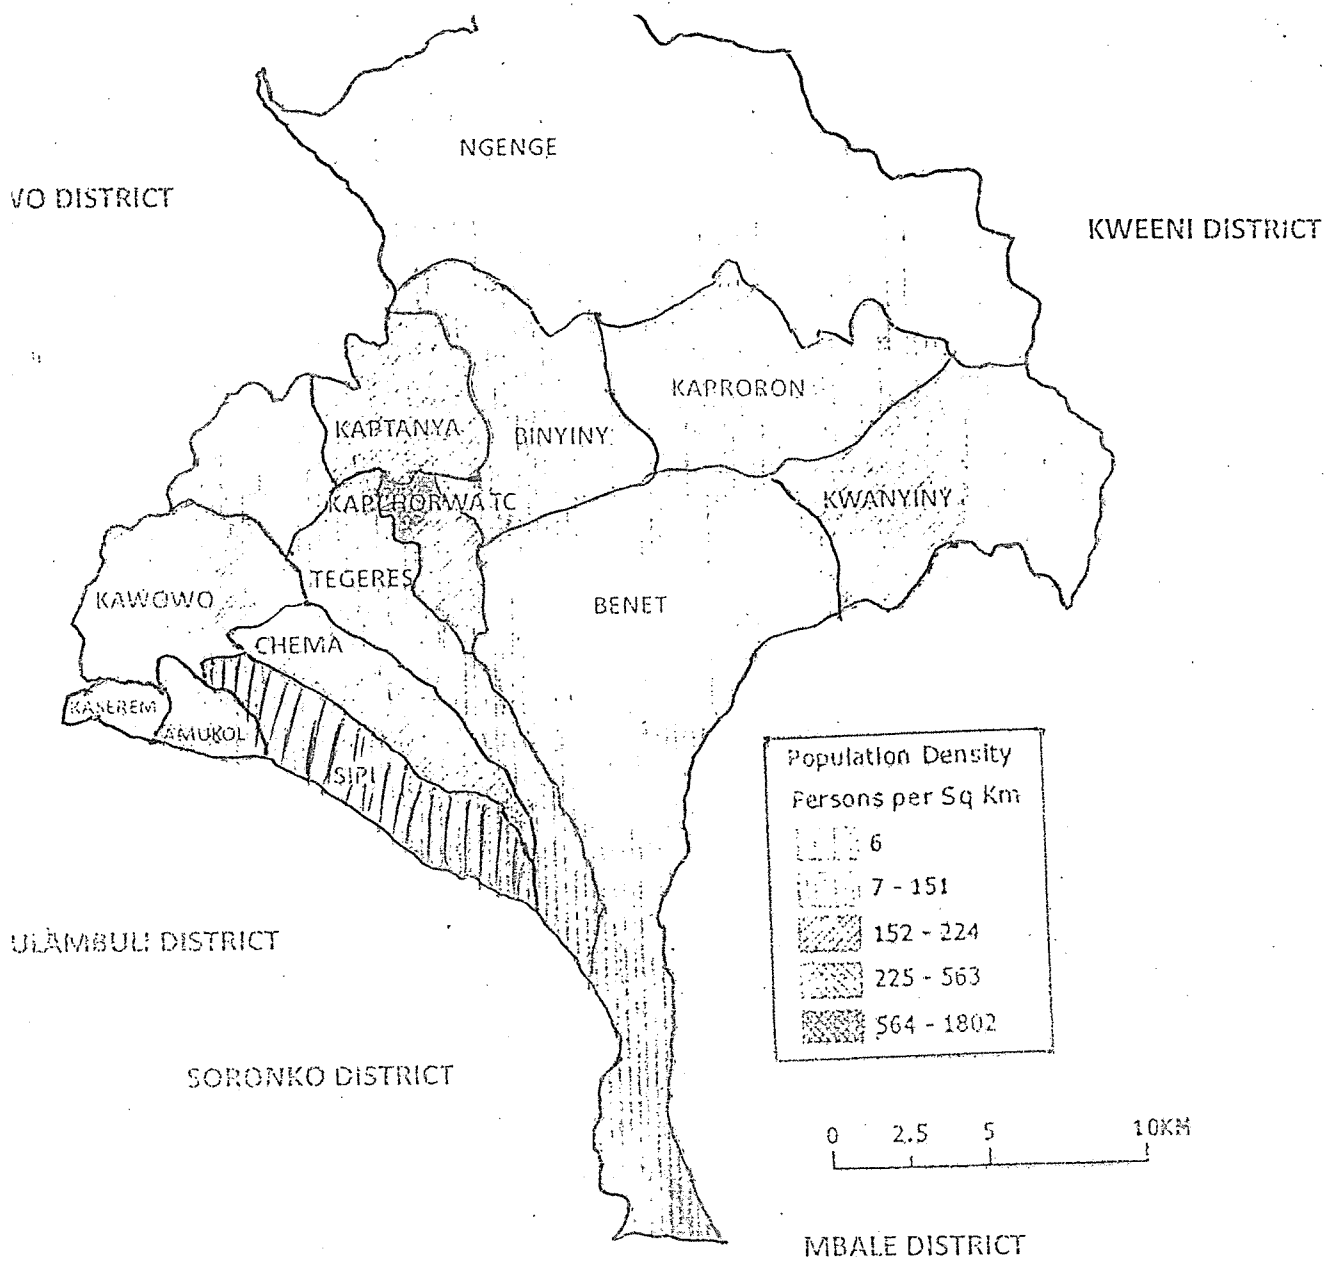 NGENGE
VO DISTRICT
KWEENI DISTRICT
KAPRORON
KAPTANYA
BINYINY
KAPCHORWA TC
KWANYINY
TEGERES
KAWOWO
BENET
CHEMA
KASEREM
AMUKOL
SIPI
Population Density
Persons per Sq Km
6
7 - 151
152 - 224
225 - 563
564 - 1802
ULAMBULI DISTRICT
SORONKO DISTRICT
0 2.5 5 10KM
MBALE DISTRICT